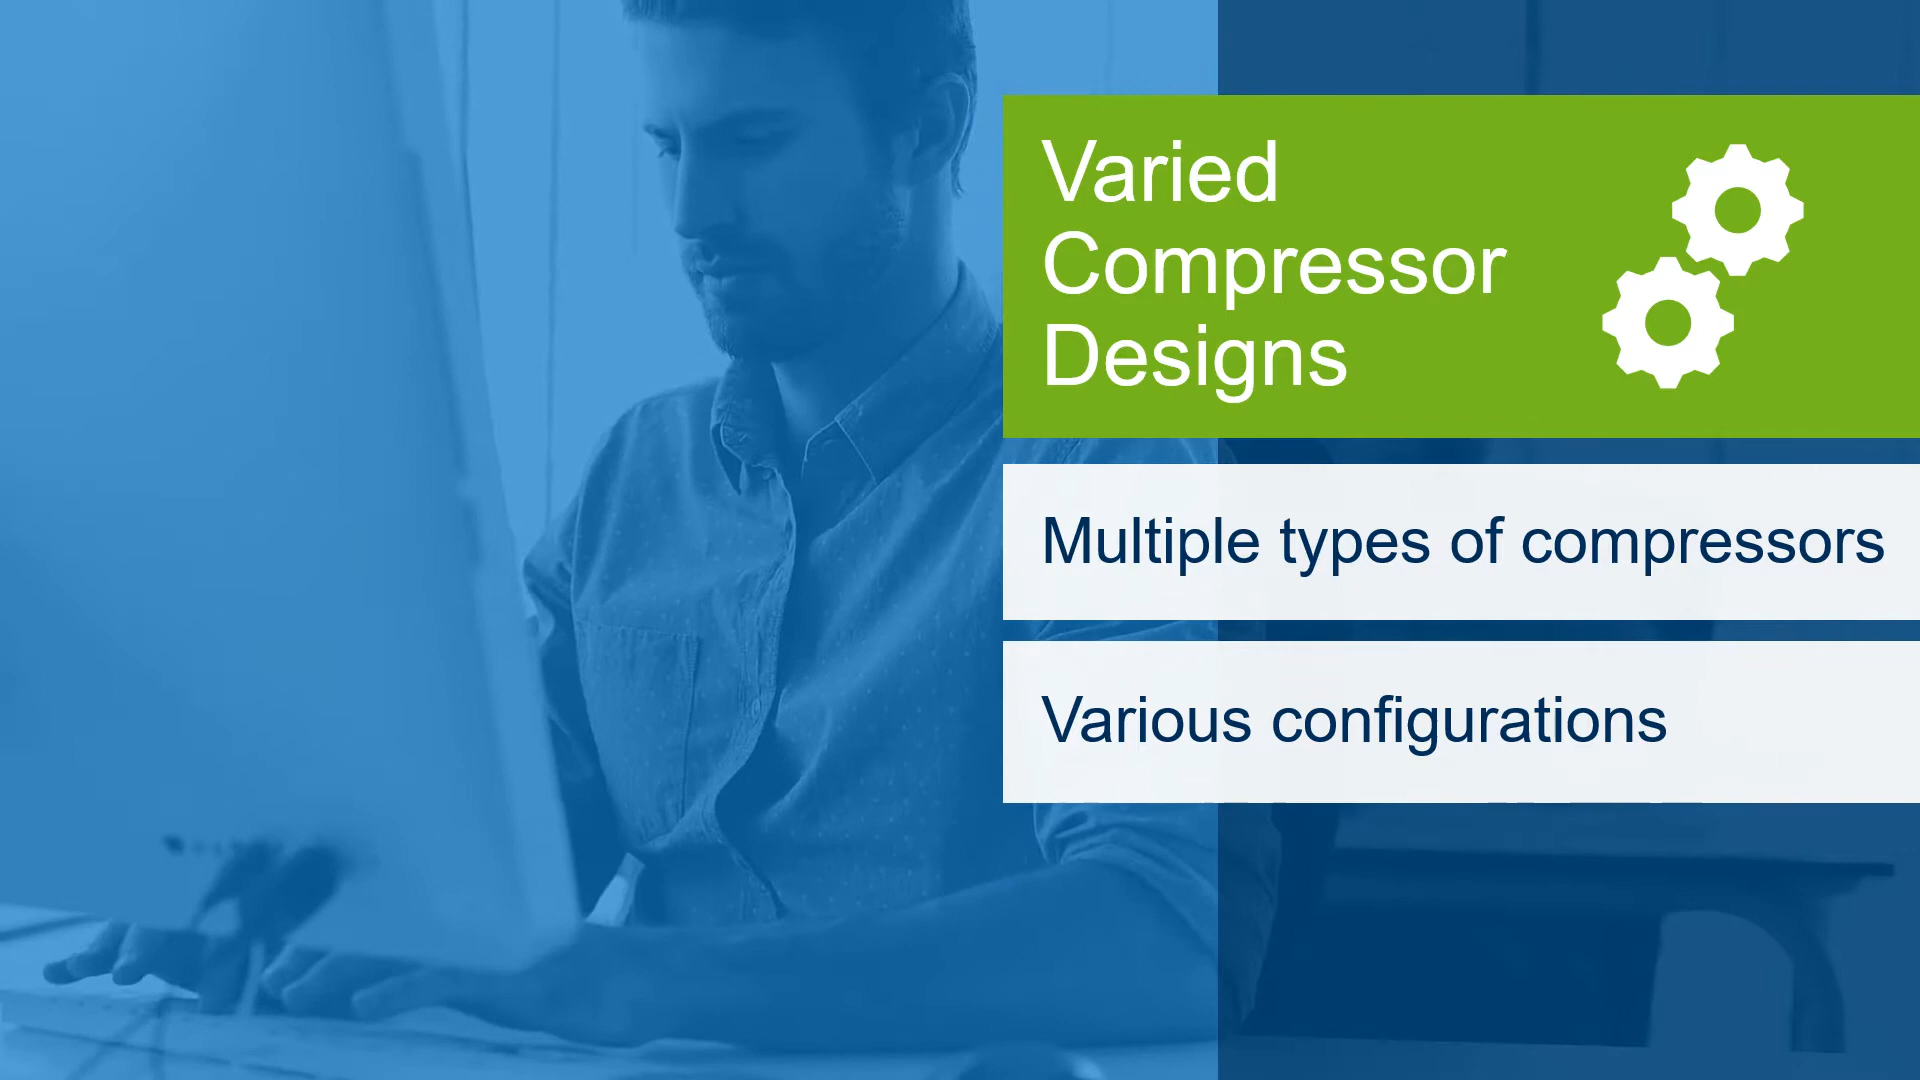 Varied
Compressor
Designs
Multiple types of compressors
Various configurations